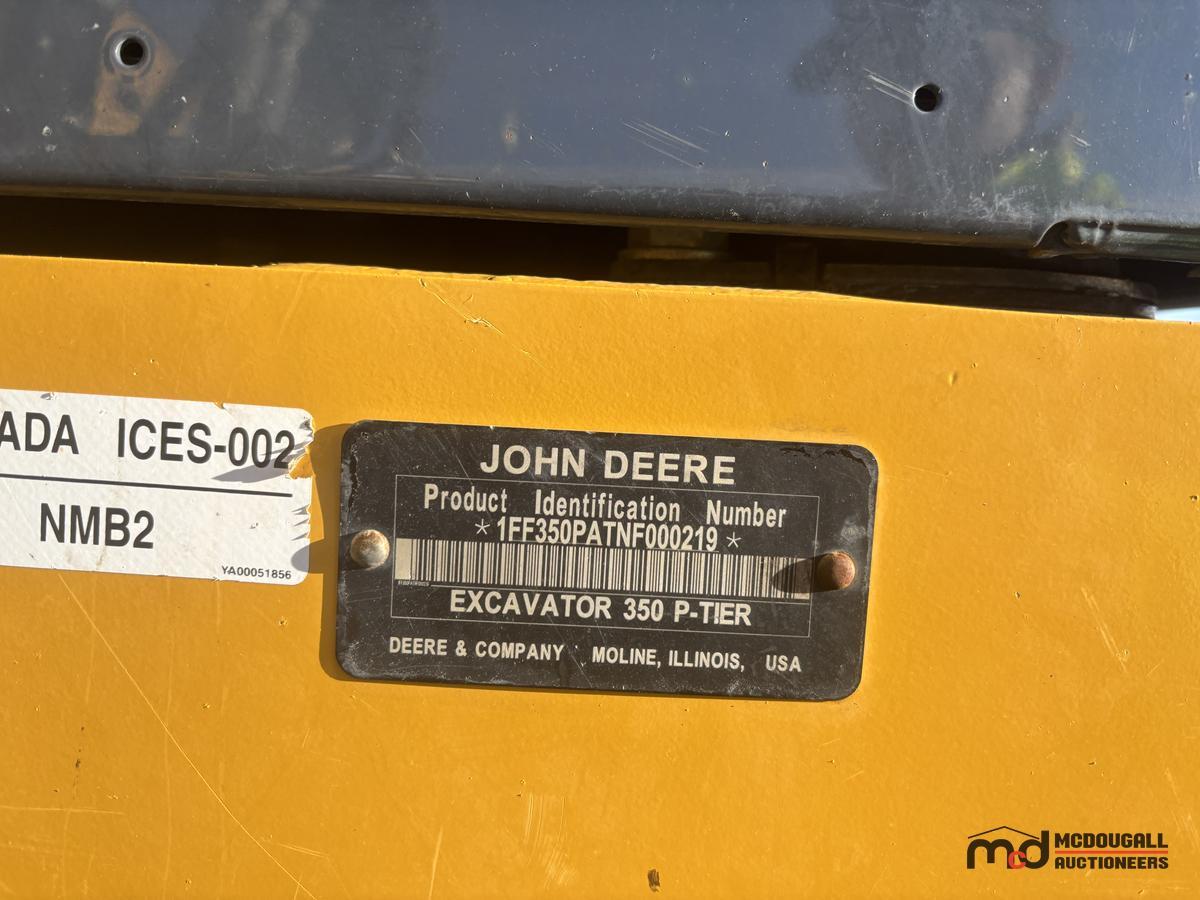 ADA ICES-002
NMB2
YA00051856
JOHN DEERE
Product Identification Number
*1FF350PATNF000219*
EXCAVATOR 350 P-TIER
DEERE & COMPANY MOLINE, ILLINOIS, USA
mcd MCDOUGALL
AUCTIONEERS